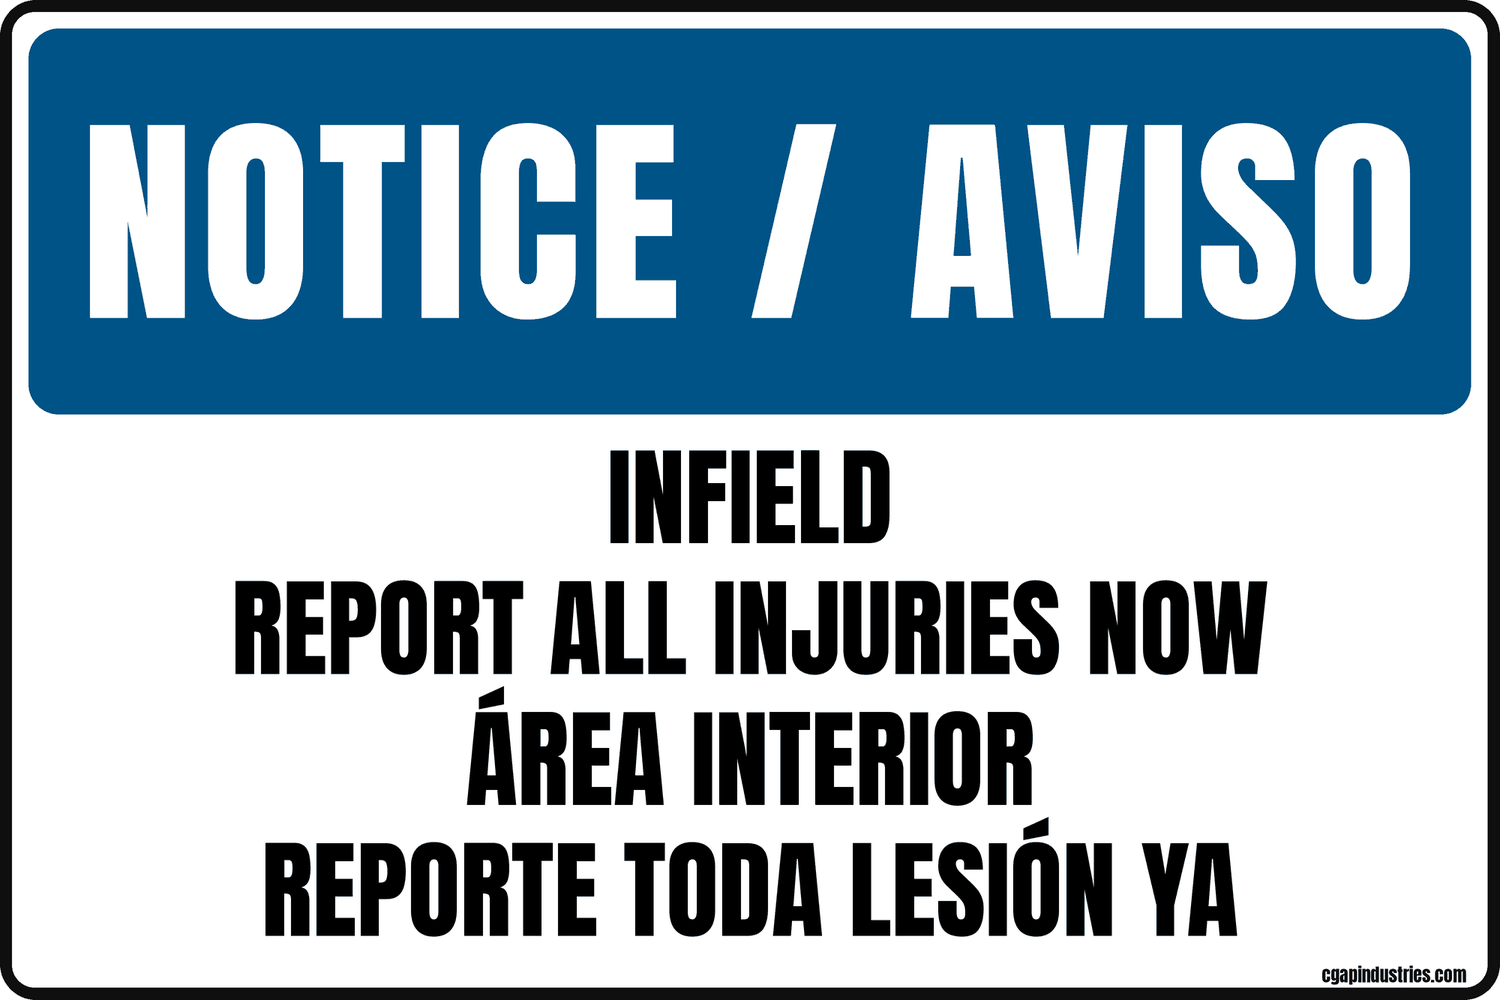 NOTICE / AVISO
INFIELD
REPORT ALL INJURIES NOW
ÁREA INTERIOR
REPORTE TODA LESIÓN YA
cgapindustries.com